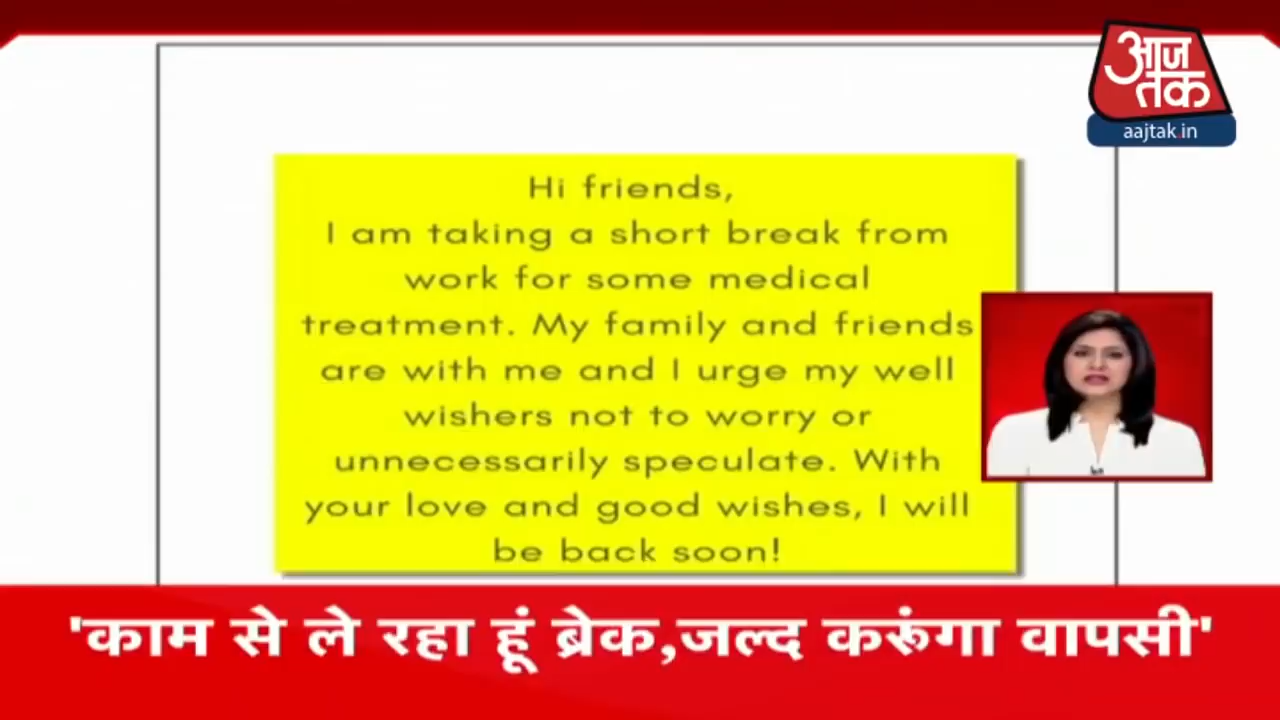 आज
तक
aajtak.in
Hi friends,
I am taking a short break from
work for some medical
treatment. My family and friends
are with me and I urge my well
wishers not to worry or
unnecessarily speculate. With
your love and good wishes, I will
be back soon!
'काम से ले रहा हूं ब्रेक,जल्द करूंगा वापसी'